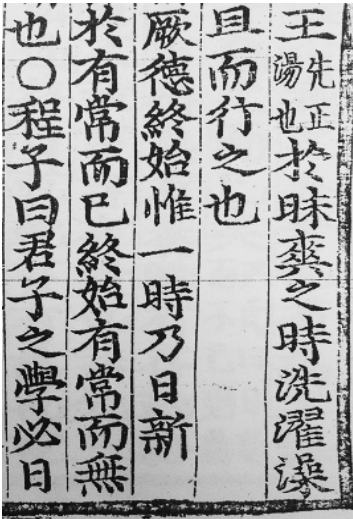 王先正湯也於昧爽之時洗濯澡
且而行之也
厥德終始惟一時乃日新
於有常而已終始有常而無
也〇程子曰君子之學必日